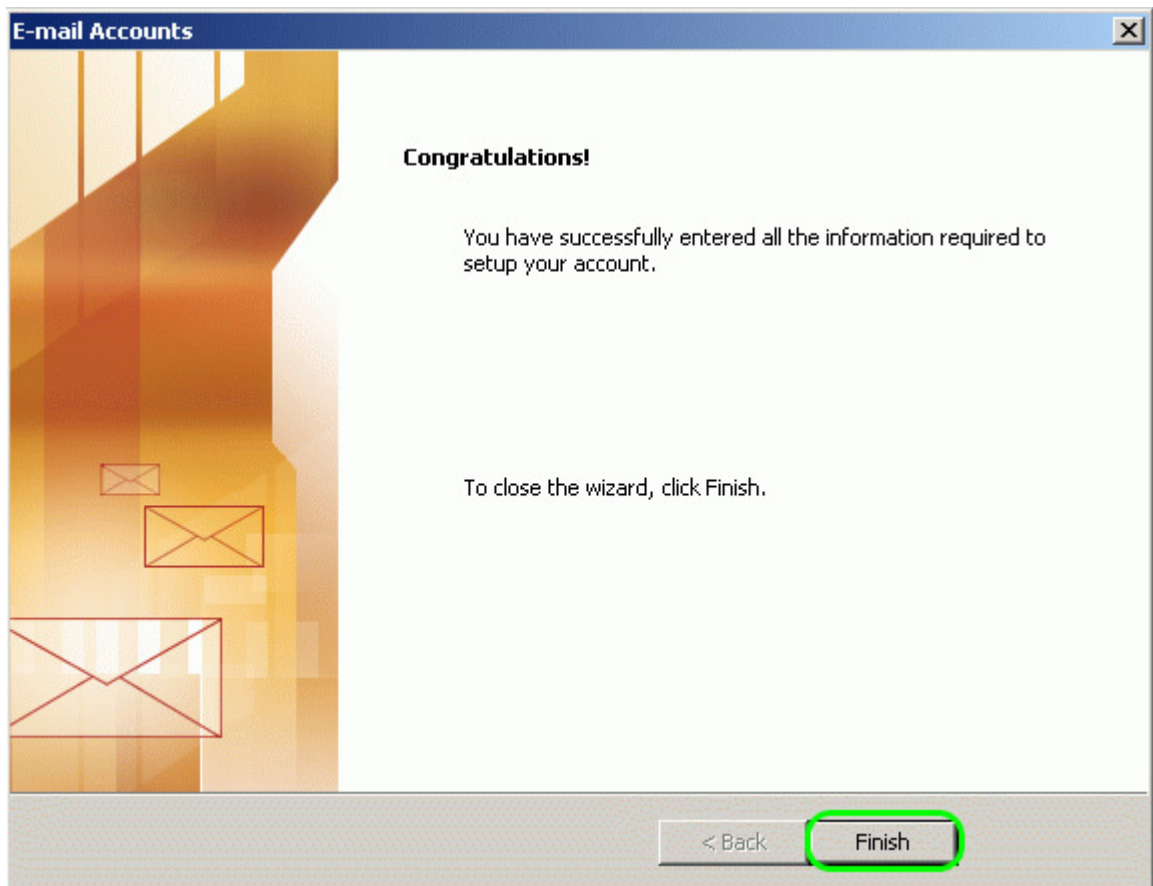 E-mail Accounts
Congratulations!
You have successfully entered all the information required to
setup your account.
To close the wizard, click Finish.
< Back
Finish